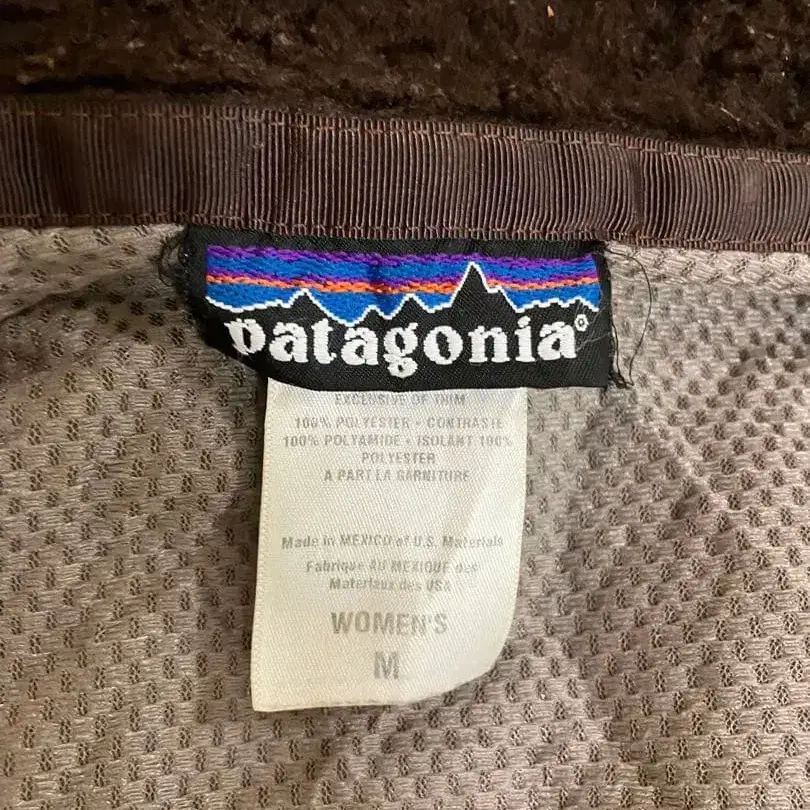 patagonia®
EXCLUSIVE OF TRIM
100% POLYESTER • CONTRASTE
100% POLYAMIDE • ISOLANT 100%
POLYESTER
A PART LA GARNITURE
Made in MEXICO of U.S. Materials
Fabrique AU MEXIQUE des
Materiaux des USA
WOMEN'S
M